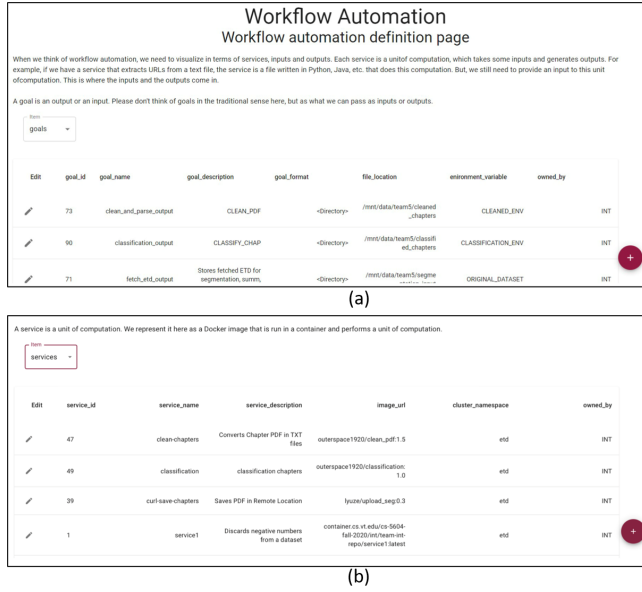 Workflow Automation
Workflow automation definition page
When we think of workflow automation, we need to visualize in terms of services, inputs and outputs. Each service is a unitof computation, which takes some inputs and generates outputs. For
example, if we have a service that extracts URLs from a text file, the service is a file written in Python, Java, etc. that does this computation. But, we still need to provide an input to this unit
ofcomputation. This is where the inputs and the outputs come in.
A goal is an output or an input. Please don't think of goals in the traditional sense here, but as what we can pass as inputs or outputs.
Item
goals
Edit goal_id goal_name goal_description goal_format file_location enironment_variable owned_by
73 clean_and_parse_output CLEAN_PDF <Directory> /mnt/data/team5/cleaned
_chapters CLEANED_ENV INT
90 classification_output CLASSIFY_CHAP <Directory> /mnt/data/team5/classifi
ed_chapters CLASSIFICATION_ENV INT
71 fetch_etd_output Stores fetched ETD for
segmentation, summ, <Directory> /mnt/data/team5/segme
ORIGINAL_DATASET INT
+
(a)
A service is a unit of computation. We represent it here as a Docker image that is run in a container and performs a unit of computation.
Item
services
Edit service_id service_name service_description image_url cluster_namespace owned_by
47 clean-chapters Converts Chapter PDF in TXT
files outerspace1920/clean_pdf:1.5 etd INT
49 classification classification chapters outerspace1920/classification:
1.0 etd INT
39 curl-save-chapters Saves PDF in Remote Location lyuze/upload_seg:0.3 etd INT
1 service1 Discards negative numbers
from a dataset container.cs.vt.edu/cs-5604-
fall-2020/int/team-int-
repo/service1:latest etd INT
+
(b)